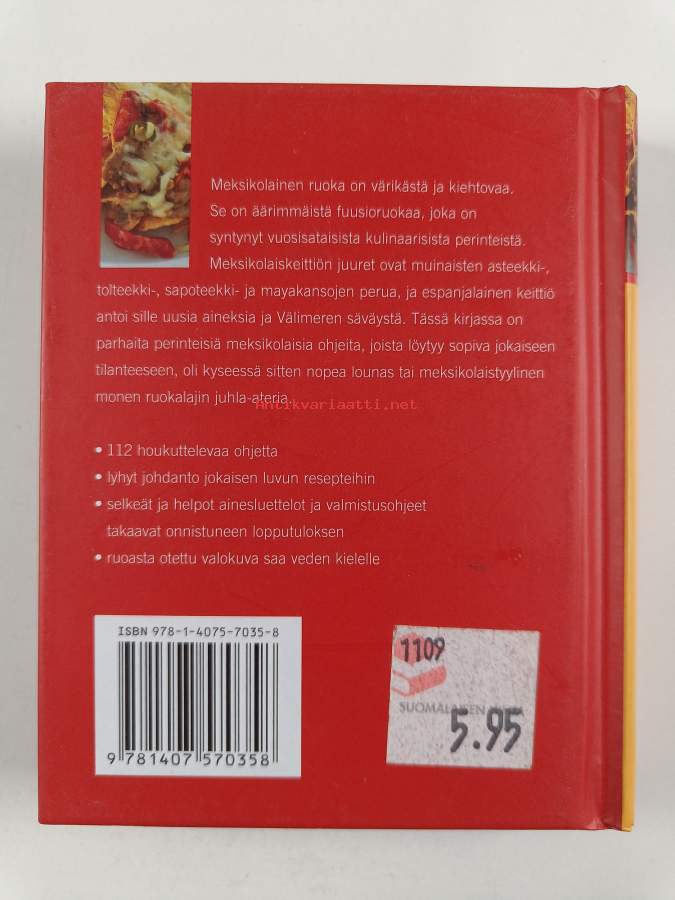 Meksikolainen ruoka on värikästä ja kiehtovaa.
Se on äärimmäistä fuusioruokaa, joka on
syntynyt vuosisataisista kulinaarisista perinteistä.
Meksikolaiskeittiön juuret ovat muinaisten asteekki-,
tolteekki-, sapoteekki- ja mayakansojen perua, ja espanjalainen keittiö
antoi sille uusia aineksia ja Välimeren säväystä. Tässä kirjassa on
parhaita perinteisiä meksikolaisia ohjeita, joista löytyy sopiva jokaiseen
tilanteeseen, oli kyseessä sitten nopea lounas tai meksikolaistyylinen
monen ruokalajin juhla-ateria.
Antikvariaatti.net
• 112 houkuttelevaa ohjetta
• lyhyt johdanto jokaisen luvun resepteihin
• selkeät ja helpot ainesluettelot ja valmistusohjeet
takaavat onnistuneen lopputuloksen
• ruoasta otettu valokuva saa veden kielelle
ISBN 978-1-4075-7035-8
9 781407 570358
1109
SUOMALAISEN
5.95